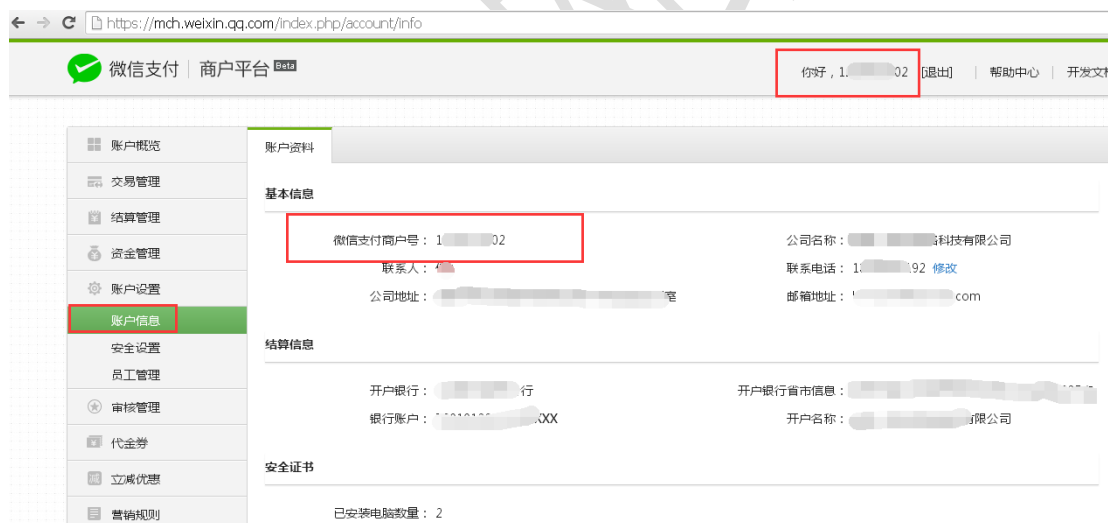 https://mch.weixin.qq.com/index.php/account/info
微信支付 商户平台 Beta
你好，1 02 [退出] 帮助中心 开发文档
账户概览
账户资料
交易管理
基本信息
结算管理
微信支付商户号：1 02 公司名称： 科技有限公司
资金管理
联系人： 联系电话：1 92 修改
账户设置
公司地址： 室 邮箱地址： com
账户信息
安全设置
结算信息
员工管理
开户银行： 行 开户银行省市信息：
审核管理
银行账户： XXX 开户名称： 有限公司
代金券
安全证书
立减优惠
营销规则
已安装电脑数量：2